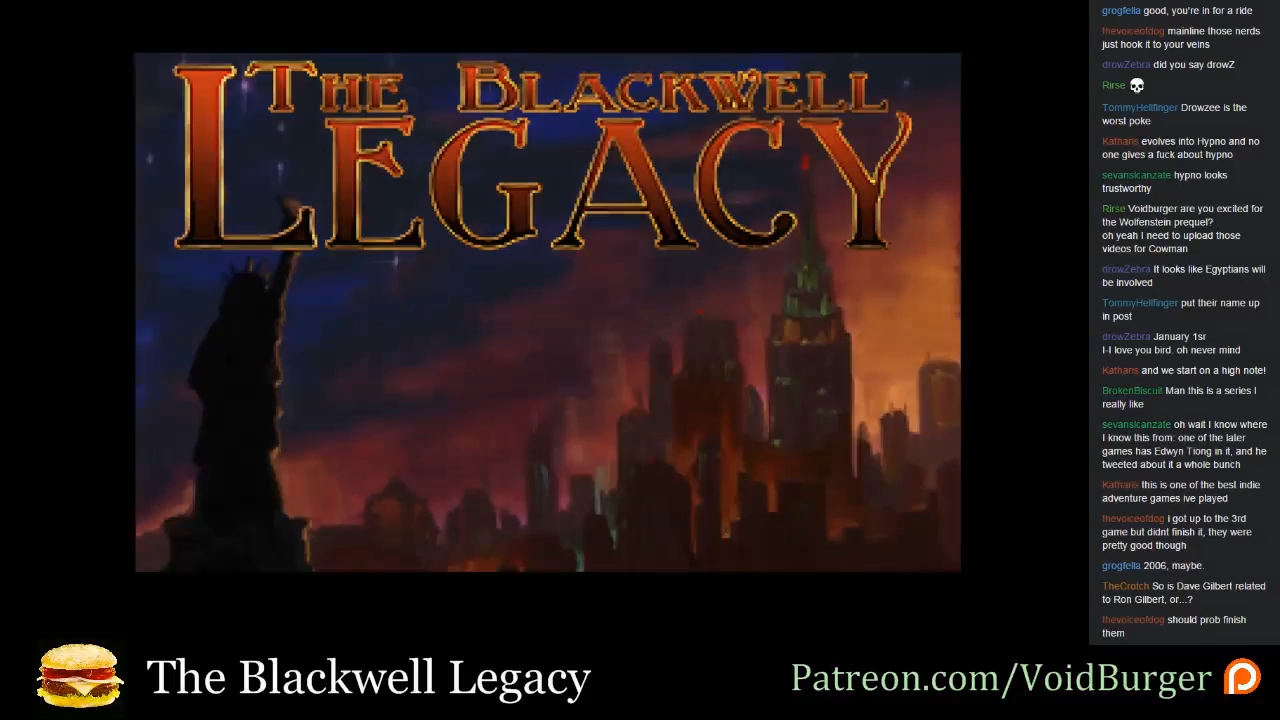 THE BLACKWELL
LEGACY
grogfella good, you're in for a ride
thevoiceofdog mainline those nerds
just hook it to your veins
drowZebra did you say drowZ
Rirse
TommyHellfinger Drowzee is the
worst poke
Katharis evolves into Hypno and no
one gives a fuck about hypno
sevanslcanzate hypno looks
trustworthy
Rirse Voidburger are you excited for
the Wolfenstein prequel?
oh yeah I need to upload those
videos for Cowman
drowZebra It looks like Egyptians will
be involved
TommyHellfinger put their name up
in post
drowZebra January 1sr
I-I love you bird. oh never mind
Katharis and we start on a high note!
BrokenBiscuit Man this is a series I
really like
sevanslcanzate oh wait I know where
I know this from: one of the later
games has Edwyn Tiong in it, and he
tweeted about it a whole bunch
Katharis this is one of the best indie
adventure games ive played
thevoiceofdog i got up to the 3rd
game but didnt finish it, they were
pretty good though
grogfella 2006, maybe.
TheCrotch So is Dave Gilbert related
to Ron Gilbert, or...?
thevoiceofdog should prob finish
them
The Blackwell Legacy
Patreon.com/VoidBurger